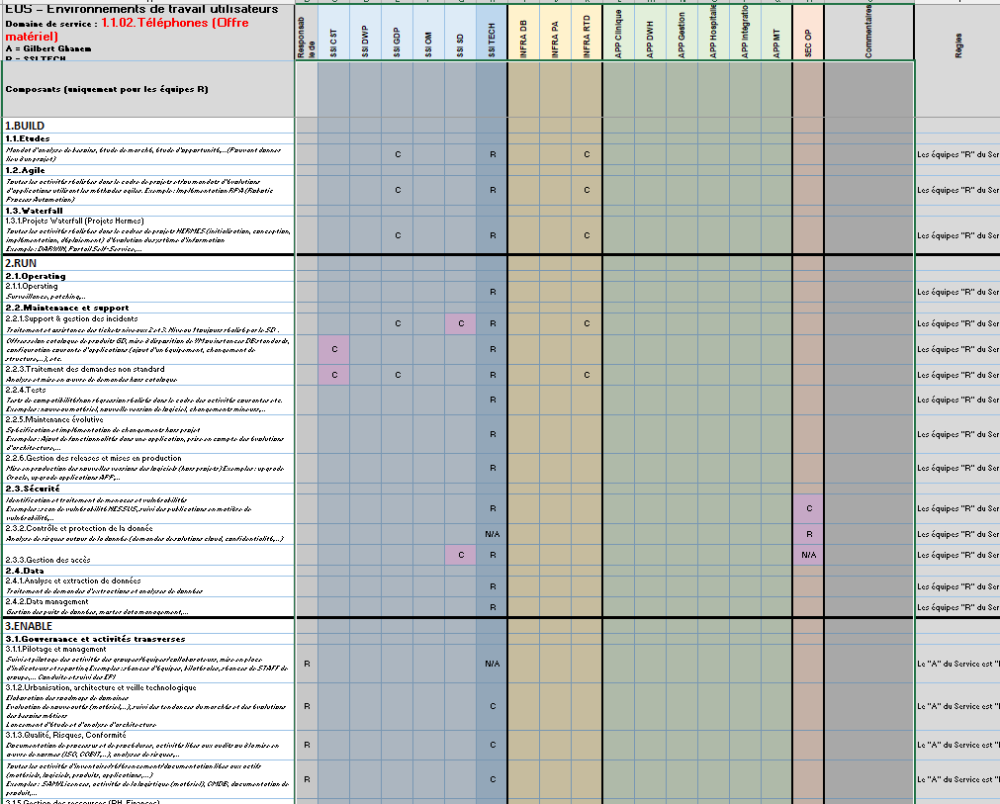 EUS – Environnements de travail utilisateurs
Domaine de service : 1.1.02.Téléphones (Offre
matériel)
A = Gilbert Ghanem
R = SSI TECH
Responsab
le de
SSI CST
SSI DWP
SSI GDP
SSI OM
SSI SD
SSI TECH
INFRA DB
INFRA PA
INFRA RTD
APP Clinique
APP DWH
APP Gestion
APP Hospitaliè
APP Intégratio
APP MT
SEC OP
Commentaires
Règles
Composants (uniquement pour les équipes R)
1.BUILD
1.1.Etudes
Mandat d'analyse de besoins, étude de marché, étude d'opportunité,...(Pouvant donner
lieu à un projet)
C R C Les équipes "R" du Ser
1.2.Agile
Toutes les activités réalisées dans le cadre de projets et/ou mandats d'évolutions
d'applications utilisant les méthodes agiles. Exemple : Implémentation RPA (Robotic
Process Automation)
C R C Les équipes "R" du Ser
1.3.Waterfall
1.3.1.Projets Waterfall (Projets Hermes)
Toutes les activités réalisées dans le cadre de projets HERMES (initialisation, conception,
implémentation, déploiement) d'évolution du système d'information
Exemple : DARWIN, Portail Self-Service,...
C R C Les équipes "R" du Ser
2.RUN
2.1.Operating
2.1.1.Operating
Surveillance, patching,...
R Les équipes "R" du Ser
2.2.Maintenance et support
2.2.1.Support & gestion des incidents
Traitement et assistance des tickets niveaux 2 et 3. Niveau 1 toujours réalisé par le SD .
C C R C Les équipes "R" du Ser
Offres selon catalogue de produits GD, mise à disposition de VM ou instances DB standards,
configuration courante d'applications (ajout d'un équipement, changement de
structure,...), etc.
C R Les équipes "R" du Ser
2.2.3.Traitement des demandes non standard
Analyse et mise en œuvre de demandes hors catalogue
C C R C Les équipes "R" du Ser
2.2.4.Tests
Tests de compatibilité/non régression réalisés dans le cadre des activités courantes etc.
Exemples : nouveau matériel, nouvelle version de logiciel, changements mineurs,...
R Les équipes "R" du Ser
2.2.5.Maintenance évolutive
Spécification et implémentation de changements hors projet
Exemples : Ajout de fonctionnalités dans une application, prise en compte des évolutions
d'architecture,...
R Les équipes "R" du Ser
2.2.6.Gestion des releases et mises en production
Mise en production des nouvelles versions des logiciels (hors projets) Exemples : upgrade
Oracle, upgrade applications APP,...
R Les équipes "R" du Ser
2.3.Sécurité
Identification et traitement de menaces et vulnérabilités
Exemples : scan de vulnérabilité NESSUS, suivi des publications en matière de
vulnérabilité,...
R C Les équipes "R" du Ser
2.3.2.Contrôle et protection de la donnée
Analyse de risques autour de la donnée (demandes de solutions cloud, confidentialité,...)
N/A R Les équipes "R" du Ser
2.3.3.Gestion des accès
C R N/A Les équipes "R" du Ser
2.4.Data
2.4.1.Analyse et extraction de données
Traitement de demandes d'extractions et analyses de données
R Les équipes "R" du Ser
2.4.2.Data management
Gestion des puits de données, master data management,...
R Les équipes "R" du Ser
3.ENABLE
3.1.Gouvernance et activités transverses
3.1.1.Pilotage et management
Suivi et pilotage des activités des groupes/équipes/collaborateurs, mise en place
d'indicateurs et reporting Exemples : séances d'équipes, bilatérales, séances de STAFF de
groupe,... Conduite et suivi des EPI
R N/A Le "A" du Service est "
3.1.2.Urbanisation, architecture et veille technologique
Elaboration des roadmaps de domaines
Evaluation de nouveautés (matériel,...), suivi des tendances du marché et des évolutions
des besoins métiers
Lancement d'étude et d'analyse d'architecture
R C Le "A" du Service est "
3.1.3.Qualité, Risques, Conformité
Documentation de processus et de procédures, activités liées aux audits ou à la mise en
œuvre de normes (ISO, COBIT,...), analyses de risques,...
R C Le "A" du Service est "
Toutes les activités d'inventaire/référencement/documentation liées aux actifs
(matériels, logiciels, produits, applications,...)
Exemples : SAM/Licences, activités de la logistique (matériel), CMDB, documentation de
produit,...
R C Le "A" du Service est "
3.1.5.Gestion des ressources (RH, Finances)